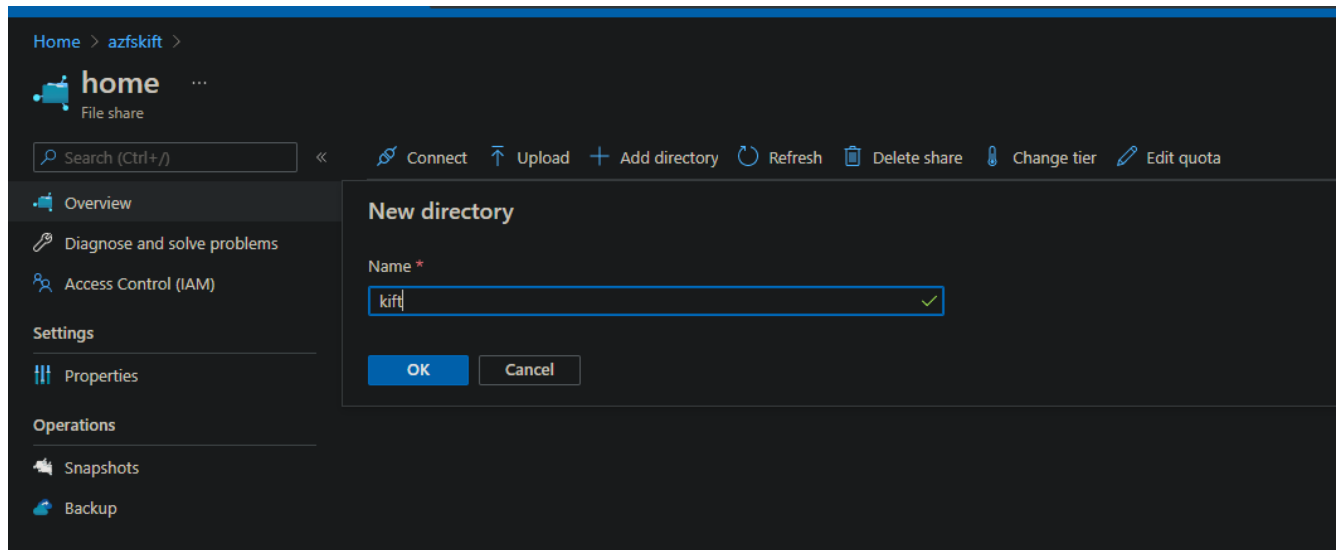 Home > azfskift >
home ...
File share
Search (Ctrl+/)
«
Connect Upload Add directory Refresh Delete share Change tier Edit quota
Overview
Diagnose and solve problems
Access Control (IAM)
Settings
Properties
Operations
Snapshots
Backup
New directory
Name *
kift
OK Cancel